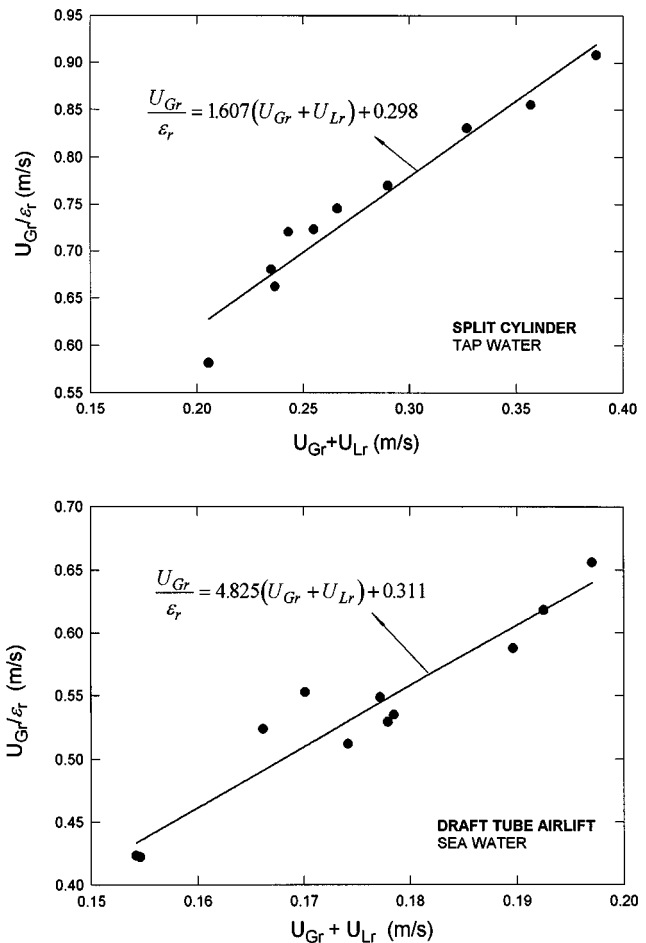 0.95
0.90
0.85
0.80
0.75
0.70
0.65
0.60
0.55
U_Gr/ε_r (m/s)
U_Gr/ε_r = 1.607(U_Gr + U_Lr) + 0.298
SPLIT CYLINDER
TAP WATER
0.15 0.20 0.25 0.30 0.35 0.40
U_Gr+U_Lr (m/s)
0.70
0.65
0.60
0.55
0.50
0.45
0.40
U_Gr/ε_r (m/s)
U_Gr/ε_r = 4.825(U_Gr + U_Lr) + 0.311
DRAFT TUBE AIRLIFT
SEA WATER
0.15 0.16 0.17 0.18 0.19 0.20
U_Gr + U_Lr (m/s)